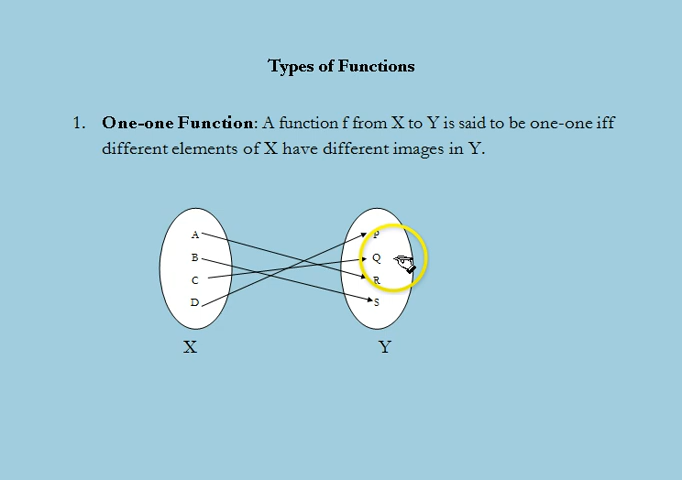 Types of Functions
1. One-one Function: A function f from X to Y is said to be one-one iff
different elements of X have different images in Y.
A P
B Q
C R
D S
X Y